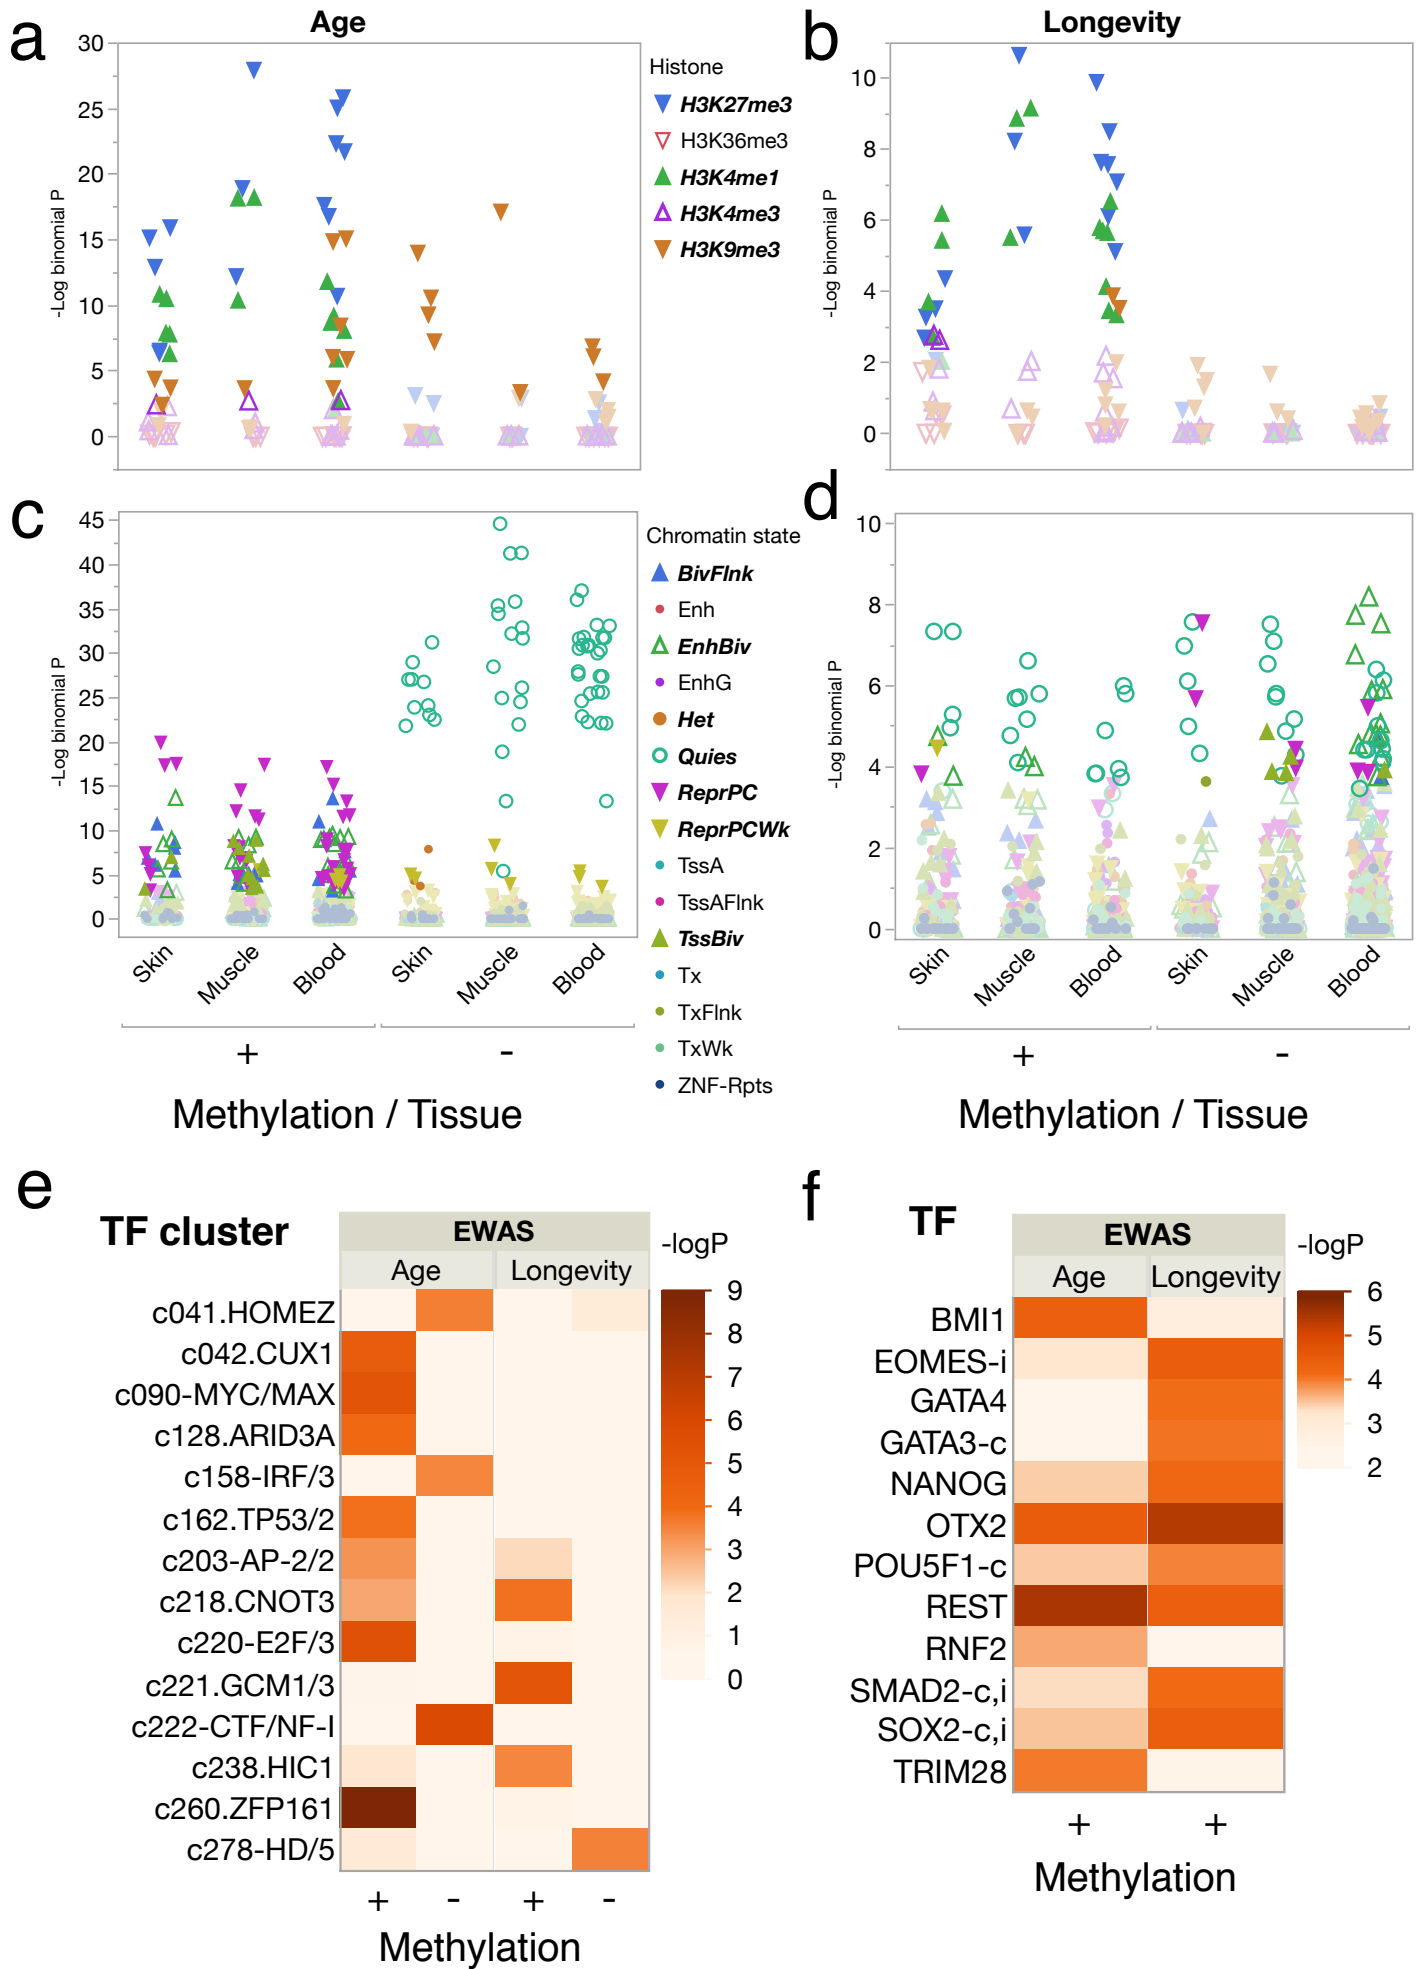 a
Age
30
25
20
15
10
5
0
-Log binomial P
Histone
H3K27me3
H3K36me3
H3K4me1
H3K4me3
H3K9me3
b
Longevity
10
8
6
4
2
0
-Log binomial P
c
45
40
35
30
25
20
15
10
5
0
-Log binomial P
Skin
Muscle
Blood
Skin
Muscle
Blood
+
-
Methylation / Tissue
Chromatin state
BivFlnk
Enh
EnhBiv
EnhG
Het
Quies
ReprPC
ReprPCWk
TssA
TssAFlnk
TssBiv
Tx
TxFlnk
TxWk
ZNF-Rpts
d
10
8
6
4
2
0
-Log binomial P
Skin
Muscle
Blood
Skin
Muscle
Blood
+
-
Methylation / Tissue
e
TF cluster
EWAS
Age
Longevity
c041.HOMEZ
c042.CUX1
c090-MYC/MAX
c128.ARID3A
c158-IRF/3
c162.TP53/2
c203-AP-2/2
c218.CNOT3
c220-E2F/3
c221.GCM1/3
c222-CTF/NF-I
c238.HIC1
c260.ZFP161
c278-HD/5
+ - + -
Methylation
-logP
9
8
7
6
5
4
3
2
1
0
f
TF
EWAS
Age
Longevity
BMI1
EOMES-i
GATA4
GATA3-c
NANOG
OTX2
POU5F1-c
REST
RNF2
SMAD2-c,i
SOX2-c,i
TRIM28
+ +
Methylation
-logP
6
5
4
3
2